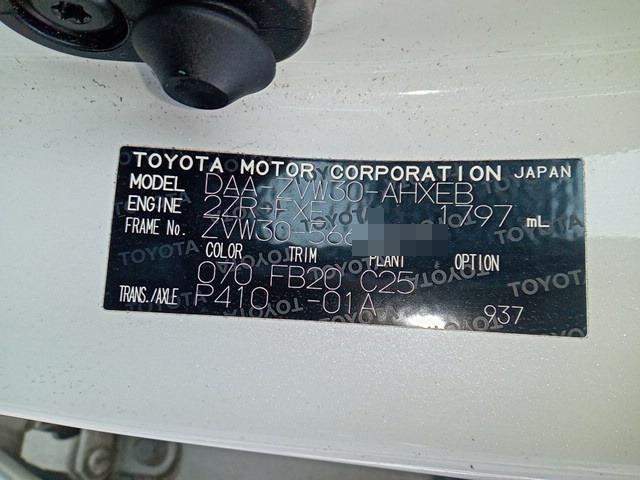 TOYOTA MOTOR CORPORATION JAPAN
MODEL DAA-ZVW30-AHXEB
ENGINE 2ZR-FXE 1797 mL
FRAME No. ZVW30-566
COLOR TRIM PLANT OPTION
070 FB20 C25
TRANS./AXLE P410 -01A 937